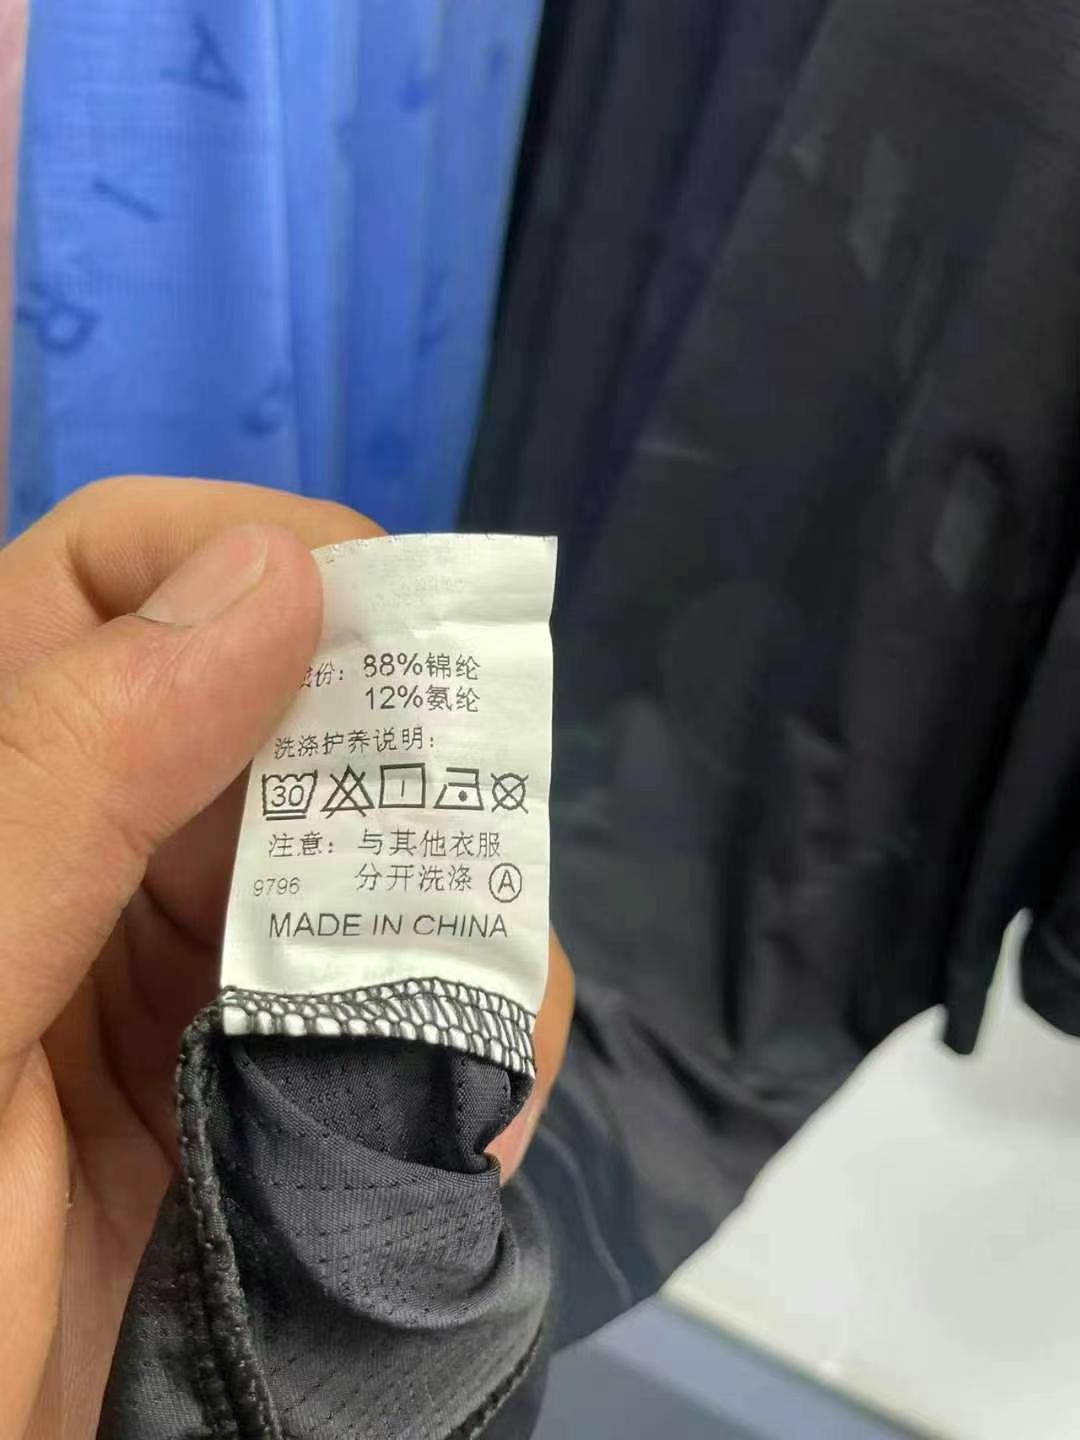 成份：88%锦纶
12%氨纶
洗涤护养说明：
30
注意：与其他衣服
分开洗涤 Ⓐ
9796
MADE IN CHINA